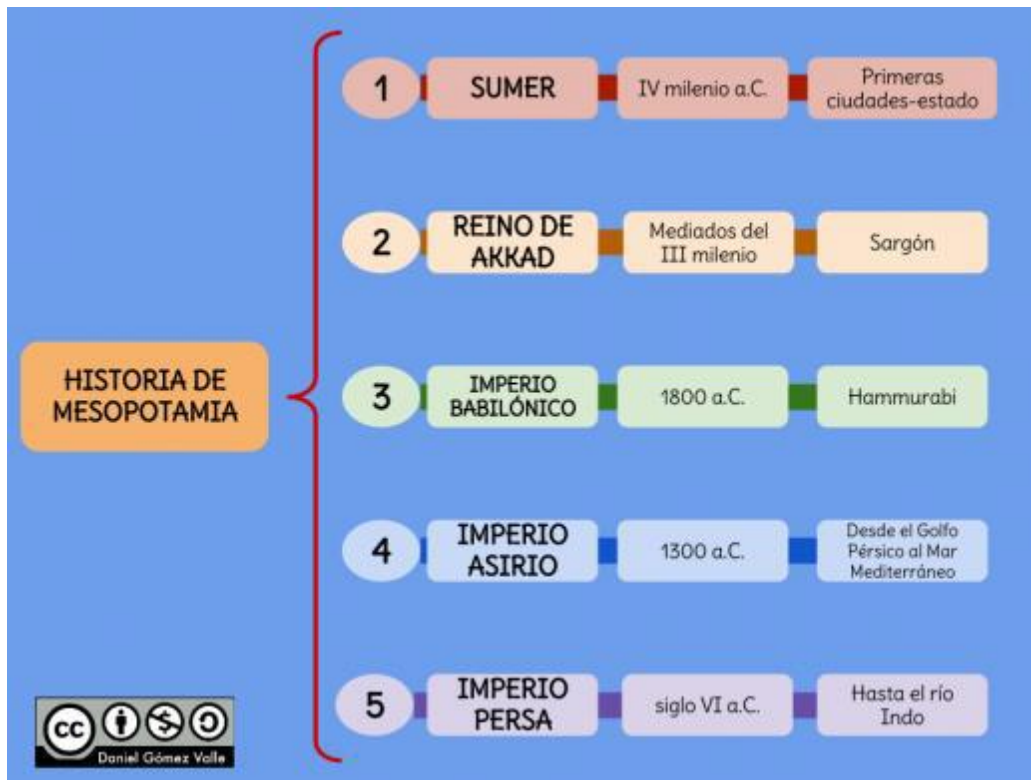 HISTORIA DE
MESOPOTAMIA
1
SUMER
IV milenio a.C.
Primeras
ciudades-estado
2
REINO DE
AKKAD
Mediados del
III milenio
Sargón
3
IMPERIO
BABILÓNICO
1800 a.C.
Hammurabi
4
IMPERIO
ASIRIO
1300 a.C.
Desde el Golfo
Pérsico al Mar
Mediterráneo
5
IMPERIO
PERSA
siglo VI a.C.
Hasta el río
Indo
cc
Daniel Gómez Valle